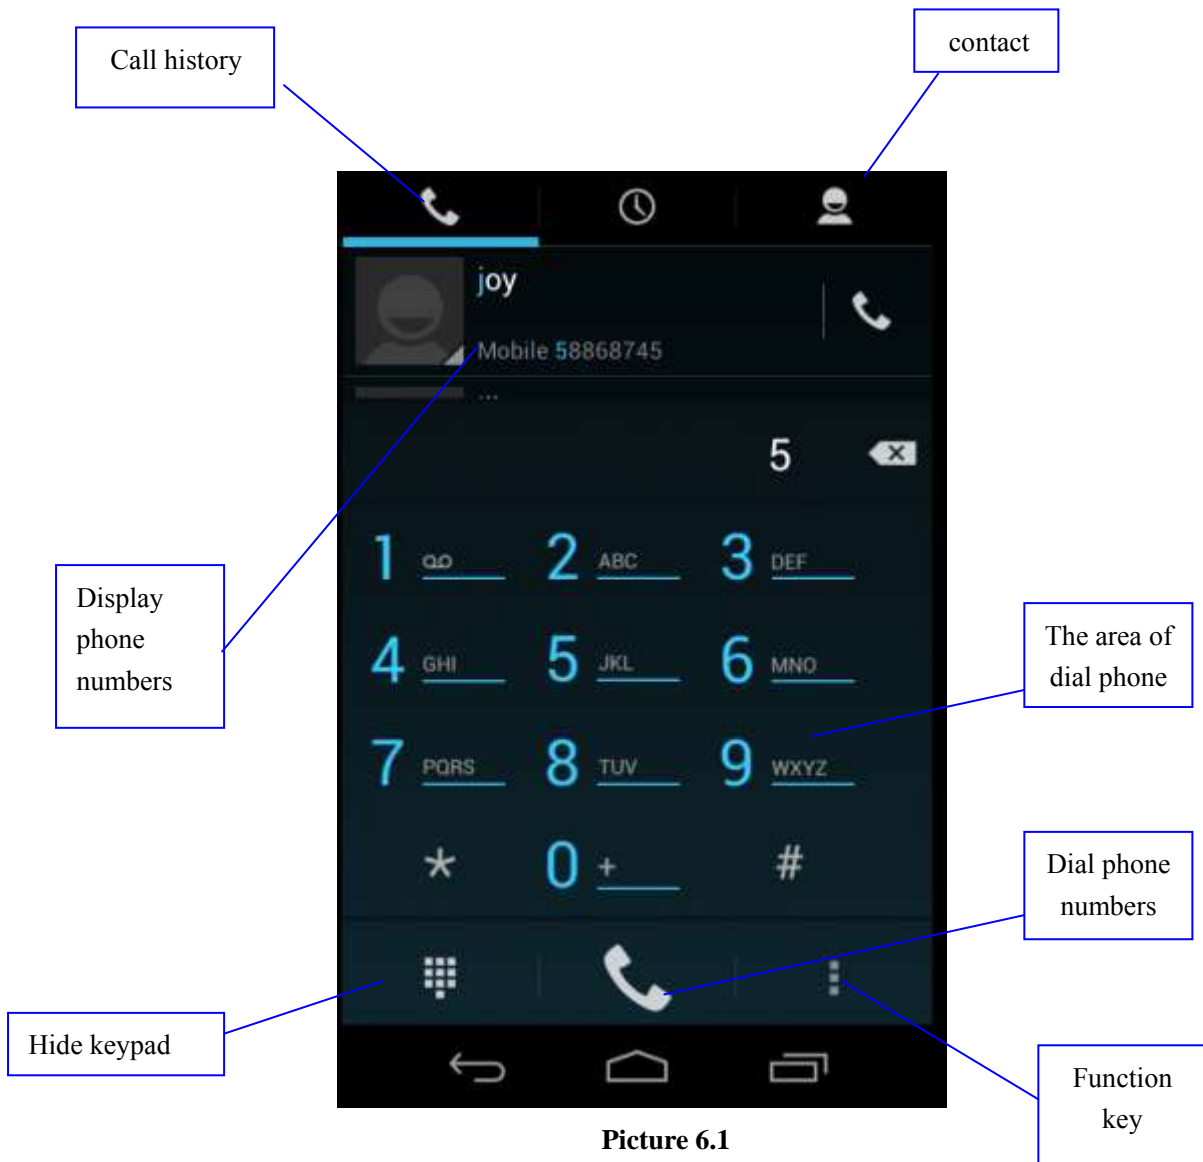 Call history
contact
joy
Mobile 58868745
...
5
1
2 ABC
3 DEF
Display
phone
numbers
4 GHI
5 JKL
6 MNO
The area of
dial phone
7 PQRS
8 TUV
9 WXYZ
* 0 + #
Dial phone
numbers
Hide keypad
Function
key
Picture 6.1